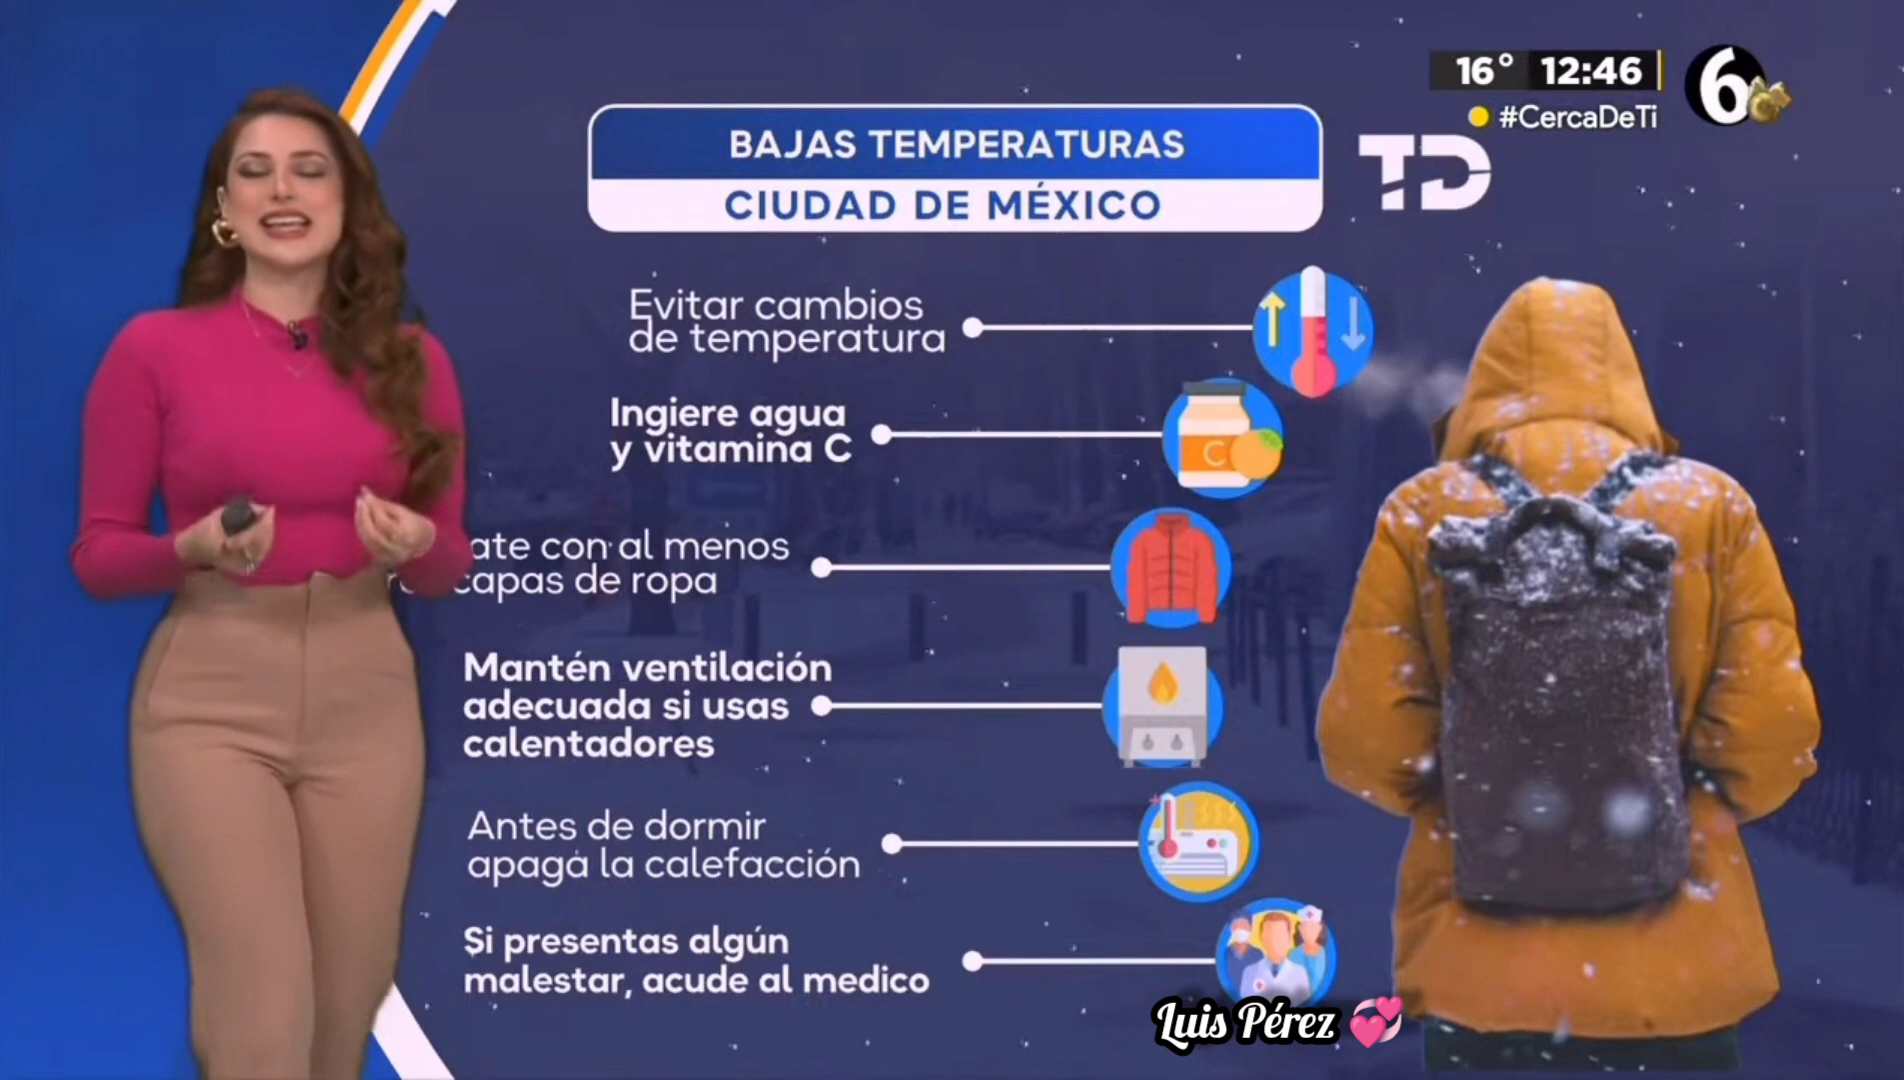 16° 12:46
6
#CercaDeTi
TD
BAJAS TEMPERATURAS
CIUDAD DE MÉXICO
Evitar cambios
de temperatura
Ingiere agua
y vitamina C
C
ate con al menos
capas de ropa
Mantén ventilación
adecuada si usas
calentadores
Antes de dormir
apaga la calefacción
Si presentas algún
malestar, acude al medico
Luis Pérez 💞